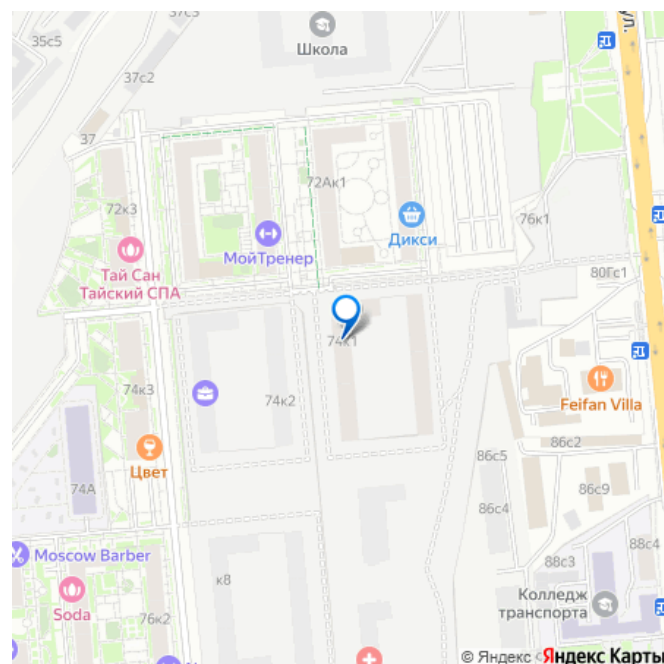 35с5
37с3
Школа
ул.
37с2
37
72Ак1
72к3
76к1
МойТренер
Дикси
Тай Сан
Тайский СПА
80Гс1
74к1
74к3
74к2
Feifan Villa
Цвет
86с2
86с5
74А
86с9
86с4
Moscow Barber
88с4
88с3
к8
Soda
Колледж
транспорта
76к2
© Яндекс
Яндекс Карты